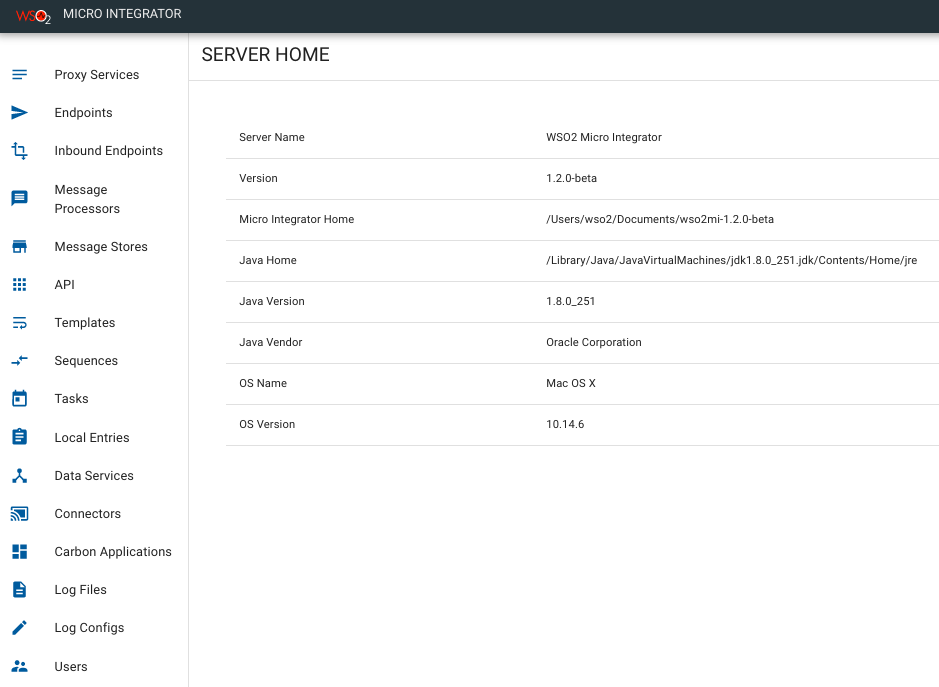 WSO2 MICRO INTEGRATOR
SERVER HOME
Proxy Services
Endpoints
Inbound Endpoints
Message
Processors
Message Stores
API
Templates
Sequences
Tasks
Local Entries
Data Services
Connectors
Carbon Applications
Log Files
Log Configs
Users
Server Name WSO2 Micro Integrator
Version 1.2.0-beta
Micro Integrator Home /Users/wso2/Documents/wso2mi-1.2.0-beta
Java Home /Library/Java/JavaVirtualMachines/jdk1.8.0_251.jdk/Contents/Home/jre
Java Version 1.8.0_251
Java Vendor Oracle Corporation
OS Name Mac OS X
OS Version 10.14.6